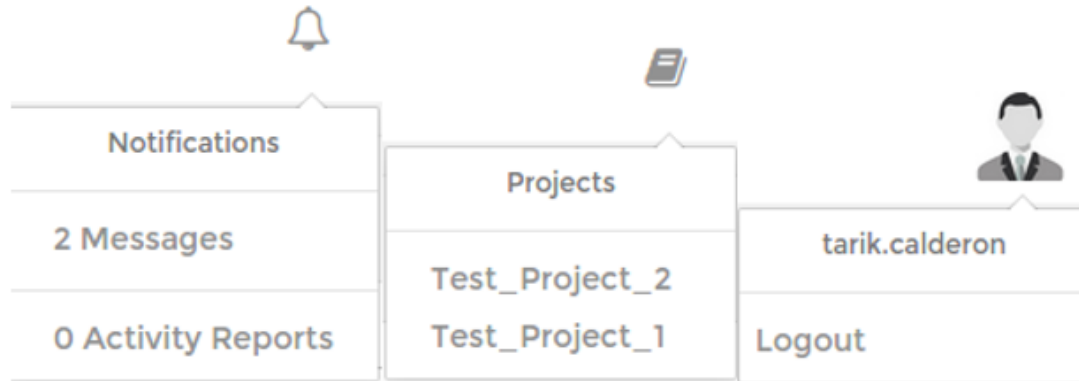 Notifications
2 Messages
0 Activity Reports
Projects
Test_Project_2
Test_Project_1
tarik.calderon
Logout